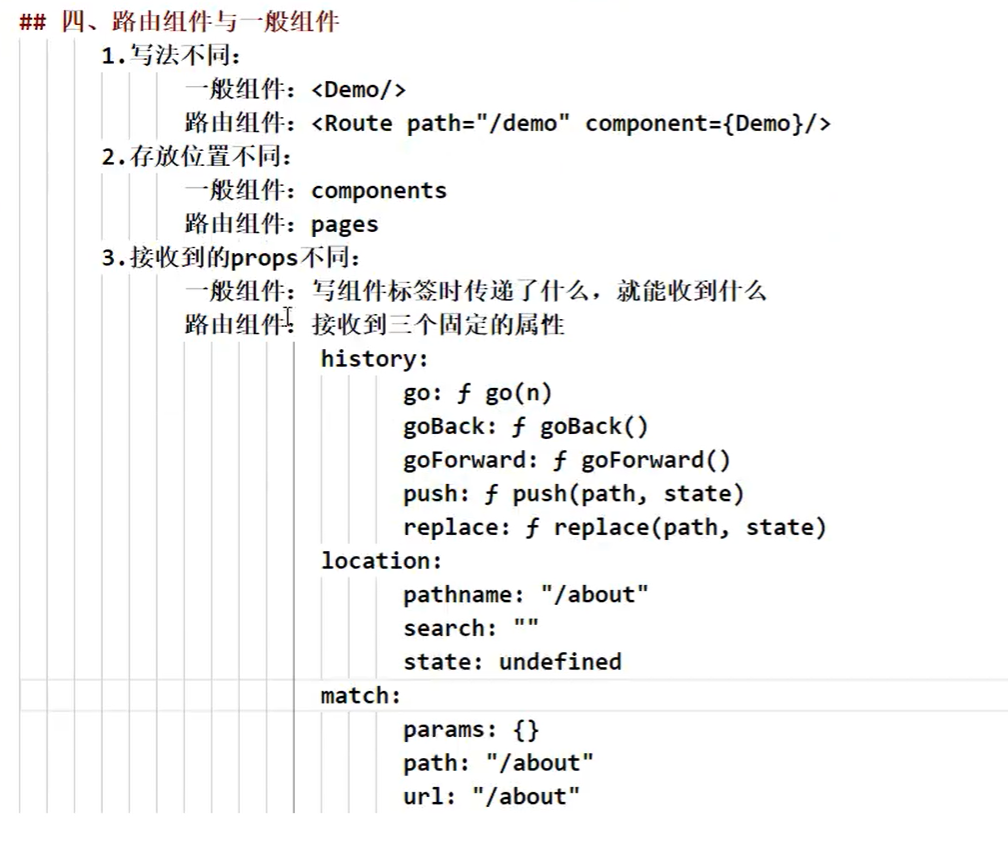 ## 四、路由组件与一般组件
1.写法不同：
一般组件：<Demo/>
路由组件：<Route path="/demo" component={Demo}/>
2.存放位置不同：
一般组件：components
路由组件：pages
3.接收到的props不同：
一般组件：写组件标签时传递了什么，就能收到什么
路由组件：接收到三个固定的属性
history:
go: ƒ go(n)
goBack: ƒ goBack()
goForward: ƒ goForward()
push: ƒ push(path, state)
replace: ƒ replace(path, state)
location:
pathname: "/about"
search: ""
state: undefined
match:
params: {}
path: "/about"
url: "/about"